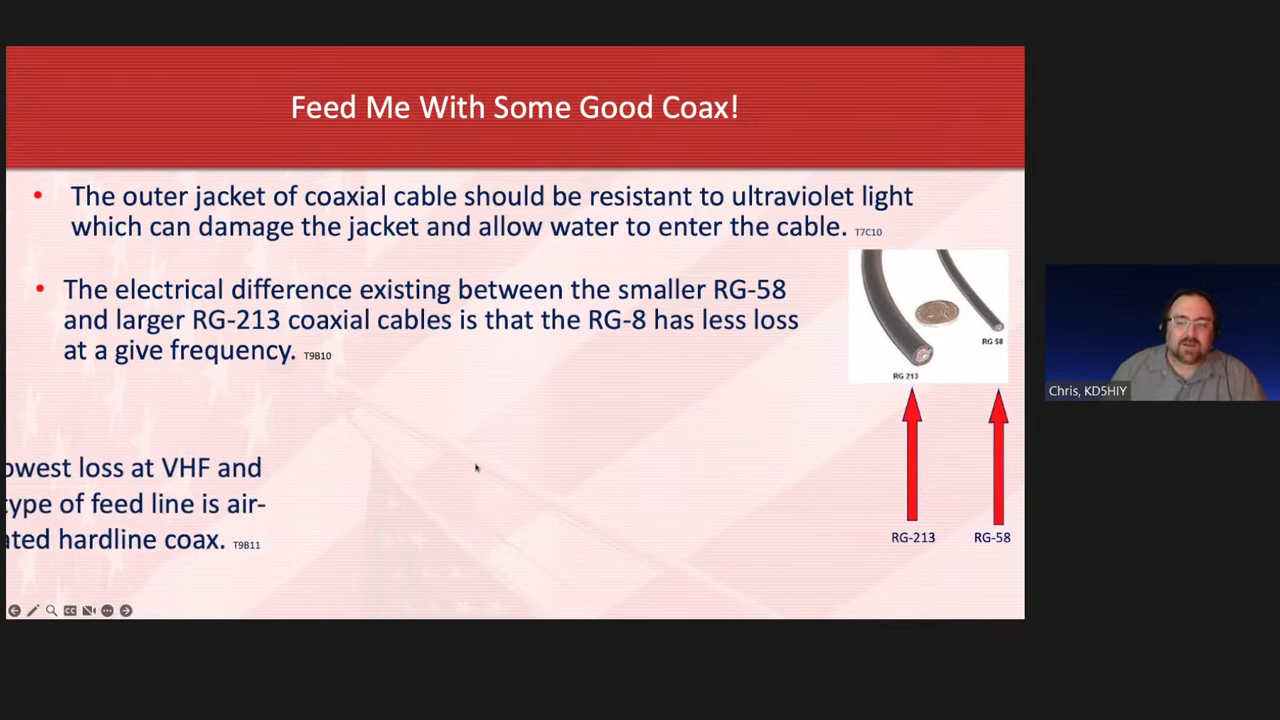 Feed Me With Some Good Coax!
The outer jacket of coaxial cable should be resistant to ultraviolet light
which can damage the jacket and allow water to enter the cable. T7C10
The electrical difference existing between the smaller RG-58
and larger RG-213 coaxial cables is that the RG-8 has less loss
at a give frequency. T9B10
RG 58
RG 213
owest loss at VHF and
type of feed line is air-
ated hardline coax. T9B11
RG-213 RG-58
Chris, KD5HIY
CC